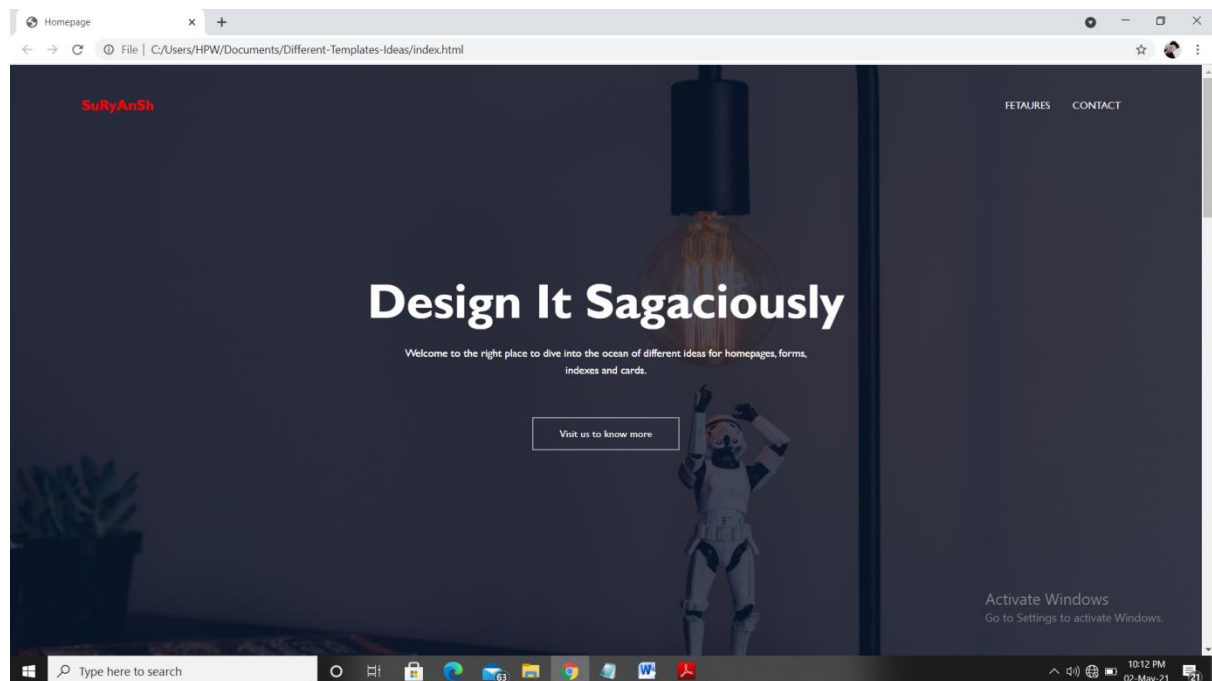 Homepage
File | C:/Users/HPW/Documents/Different-Templates-Ideas/index.html
SuRyAnSh
FETAURES CONTACT
Design It Sagaciously
Welcome to the right place to dive into the ocean of different ideas for homepages, forms,
indexes and cards.
Visit us to know more
Activate Windows
Go to Settings to activate Windows.
Type here to search
63
W
10:12 PM
02-May-21
21